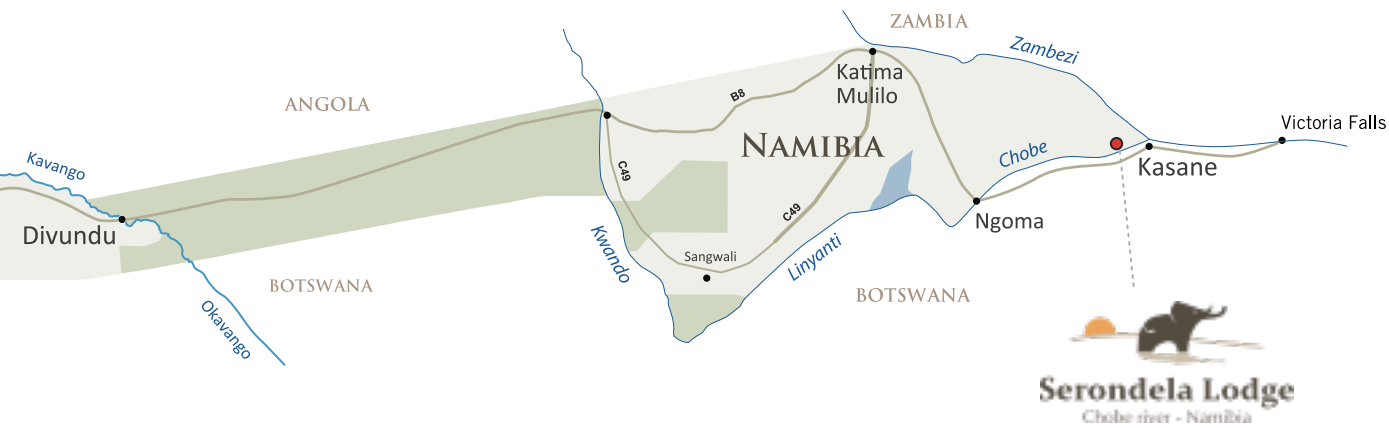 ZAMBIA
Zambezi
Katima
Mulilo
ANGOLA
B8
Victoria Falls
NAMIBIA
Chobe
Kasane
Kavango
C49
C49
Divundu
Ngoma
Kwando
Sangwali
Linyanti
BOTSWANA
BOTSWANA
Okavango
Serondela Lodge
Chobe river - Namibia